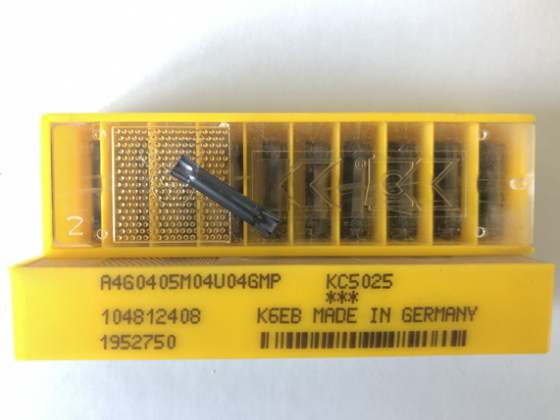 2
A4G0405M04U04GMP KC5025
***
104812408 K6EB MADE IN GERMANY
1952750